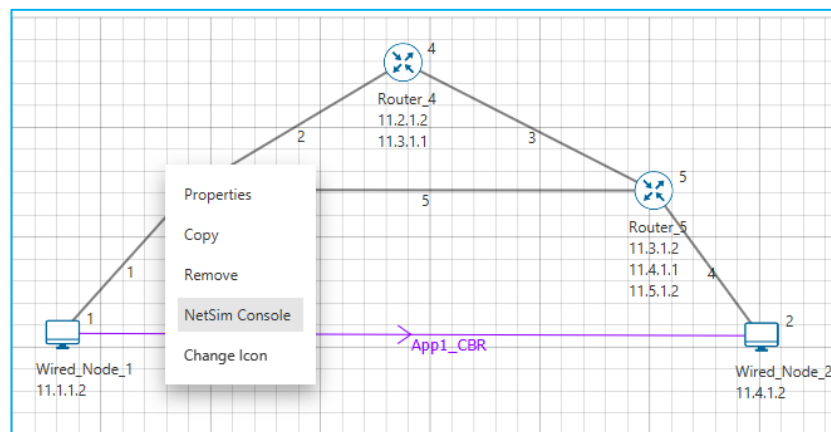 4
Router_4
11.2.1.2
11.3.1.1
2
3
Properties
5
5
Copy
Router_5
11.3.1.2
11.4.1.1
11.5.1.2
4
Remove
1
NetSim Console
1
2
App1_CBR
Change Icon
Wired_Node_1
11.1.1.2
Wired_Node_2
11.4.1.2